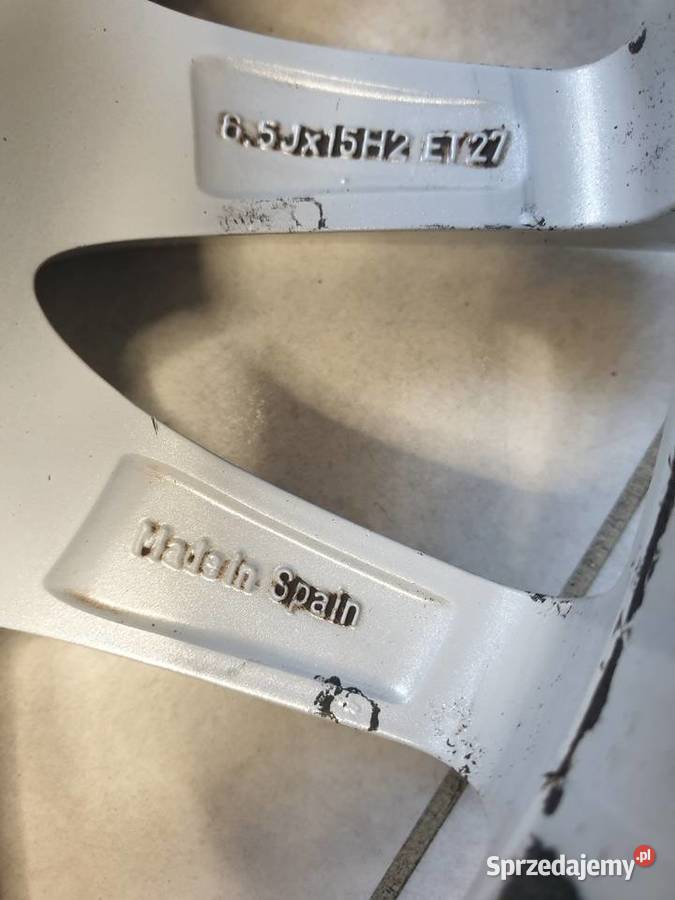 6.5Jx15H2 ET27
Made in Spain
Sprzedajemy.pl